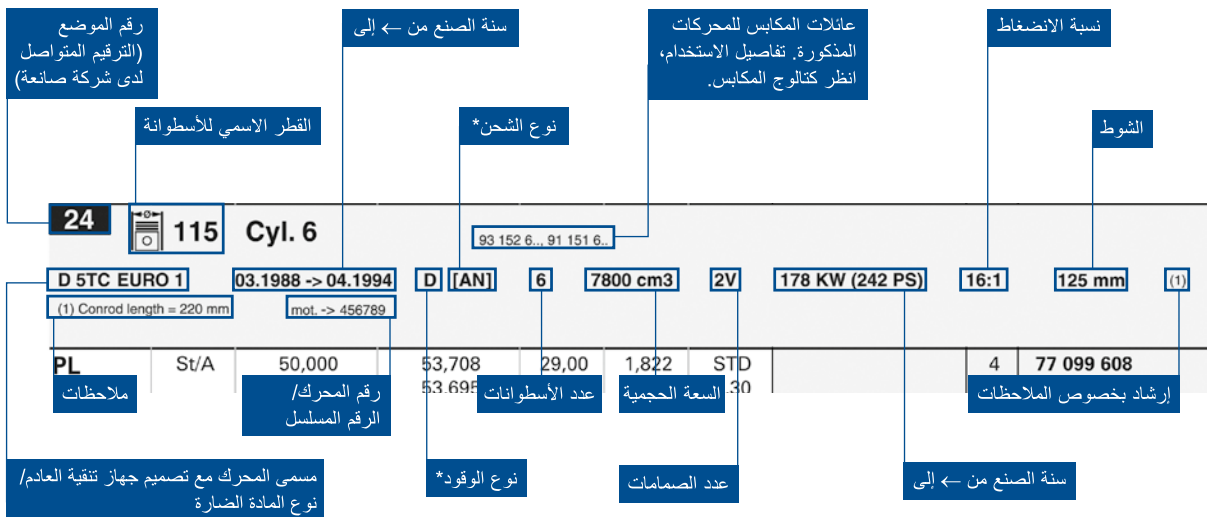 رقم الموضع
(الترقيم المتواصل
لدى شركة صانعة)
سنة الصنع من ← إلى
عائلات المكابس للمحركات
المذكورة. تفاصيل الاستخدام،
انظر كتالوج المكابس.
نسبة الانضغاط
القطر الاسمي للأسطوانة
نوع الشحن*
الشوط
24 115 Cyl. 6
93 152 6.., 91 151 6..
D 5TC EURO 1 03.1988 -> 04.1994 D [AN] 6 7800 cm3 2V 178 KW (242 PS) 16:1 125 mm (1)
(1) Conrod length = 220 mm mot. -> 456789
PL St/A 50,000 53,708 29,00 1,822 STD 4 77 099 608
ملاحظات
رقم المحرك/
الرقم المسلسل
عدد الأسطوانات
السعة الحجمية
إرشاد بخصوص الملاحظات
مسمى المحرك مع تصميم جهاز تنقية العادم/
نوع المادة الضارة
نوع الوقود*
عدد الصمامات
سنة الصنع من ← إلى